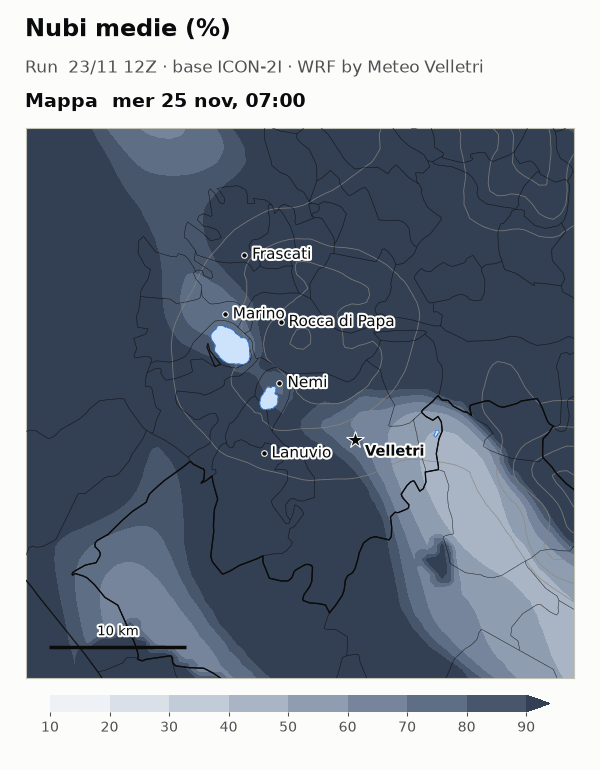 Nubi medie (%)
Run  23/11 12Z · base ICON-2I · WRF by Meteo Velletri
Mappa  mer 25 nov, 07:00
Frascati
Marino
Rocca di Papa
Nemi
Velletri
Lanuvio
10 km
10 20 30 40 50 60 70 80 90